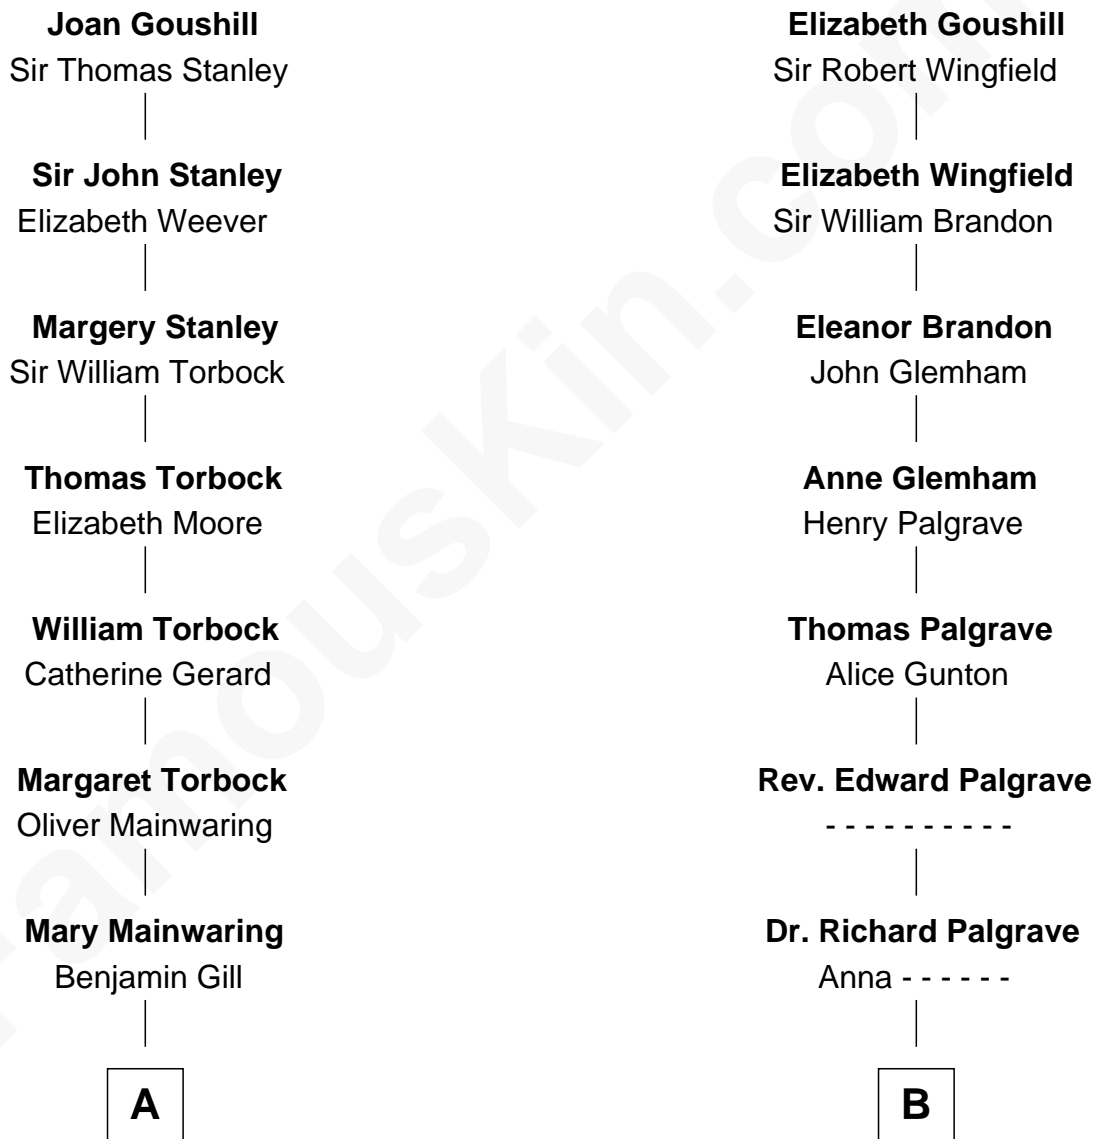 Joan Goushill
Sir Thomas Stanley
Sir John Stanley
Elizabeth Weever
Margery Stanley
Sir William Torbock
Thomas Torbock
Elizabeth Moore
William Torbock
Catherine Gerard
Margaret Torbock
Oliver Mainwaring
Mary Mainwaring
Benjamin Gill
A
Elizabeth Goushill
Sir Robert Wingfield
Elizabeth Wingfield
Sir William Brandon
Eleanor Brandon
John Glemham
Anne Glemham
Henry Palgrave
Thomas Palgrave
Alice Gunton
Rev. Edward Palgrave
- - - - - - - - - -
Dr. Richard Palgrave
Anna - - - - - -
B
FamousKin.com